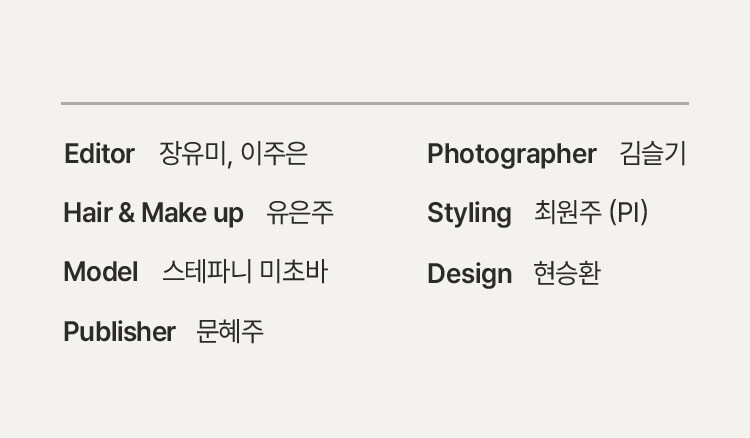 Editor 장유미, 이주은
Photographer 김슬기
Hair & Make up 유은주
Styling 최원주 (PI)
Model 스테파니 미초바
Design 현승환
Publisher 문혜주